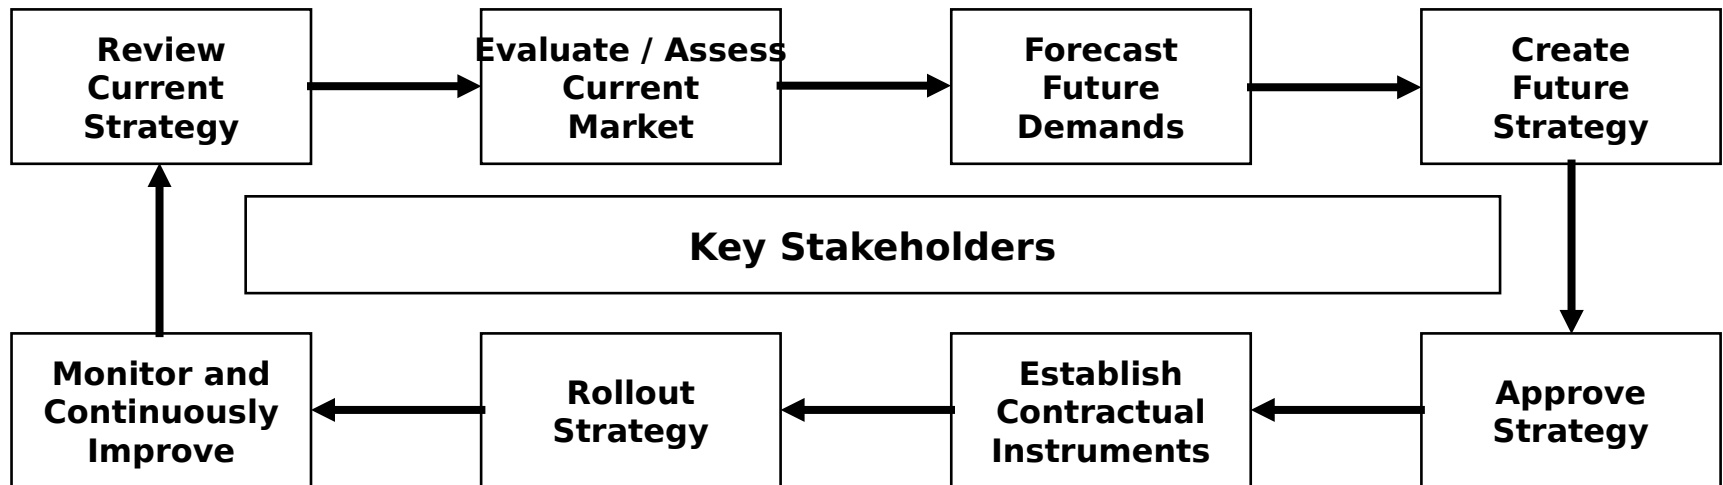 Review
Current
Strategy
Evaluate / Assess
Current
Market
Forecast
Future
Demands
Create
Future
Strategy
Key Stakeholders
Monitor and
Continuously
Improve
Rollout
Strategy
Establish
Contractual
Instruments
Approve
Strategy